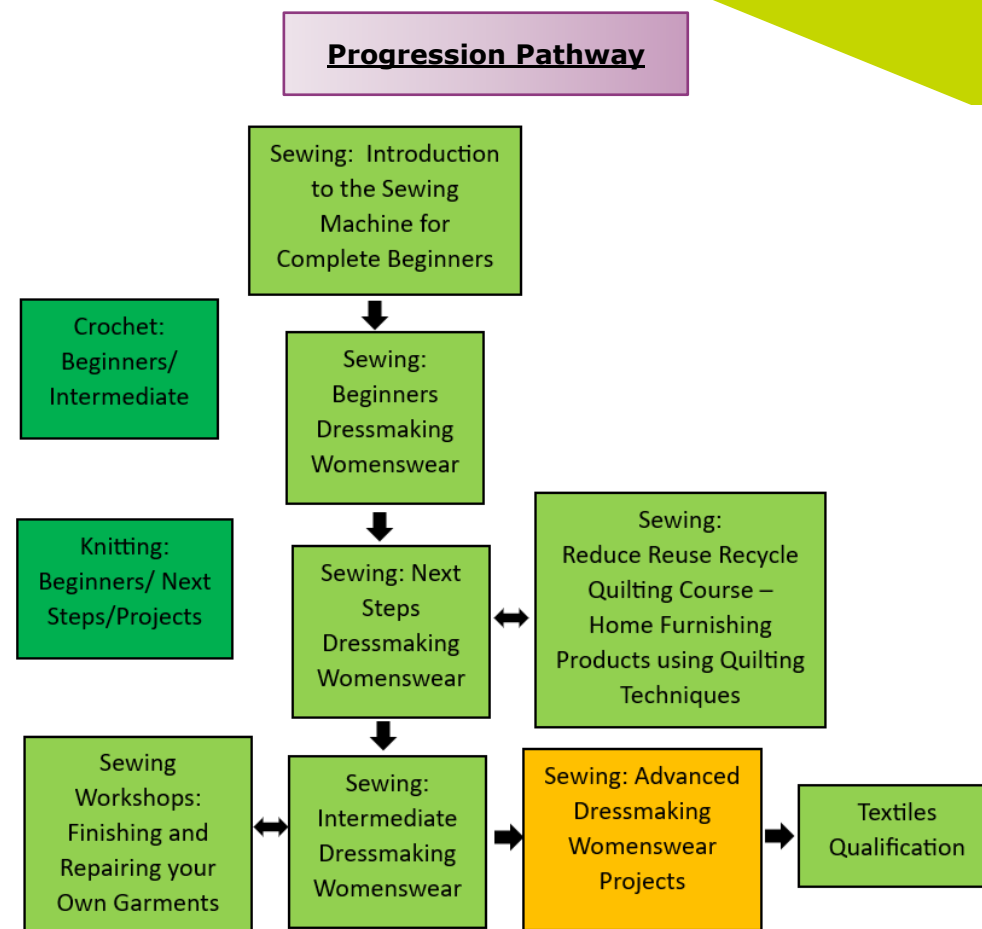 Progression Pathway
Sewing:  Introduction
to the Sewing
Machine for
Complete Beginners
Crochet:
Beginners/
Intermediate
Sewing:
Beginners
Dressmaking
Womenswear
Knitting:
Beginners/ Next
Steps/Projects
Sewing: Next
Steps
Dressmaking
Womenswear
Sewing:
Reduce Reuse Recycle
Quilting Course –
Home Furnishing
Products using Quilting
Techniques
Sewing
Workshops:
Finishing and
Repairing your
Own Garments
Sewing:
Intermediate
Dressmaking
Womenswear
Sewing: Advanced
Dressmaking
Womenswear
Projects
Textiles
Qualification